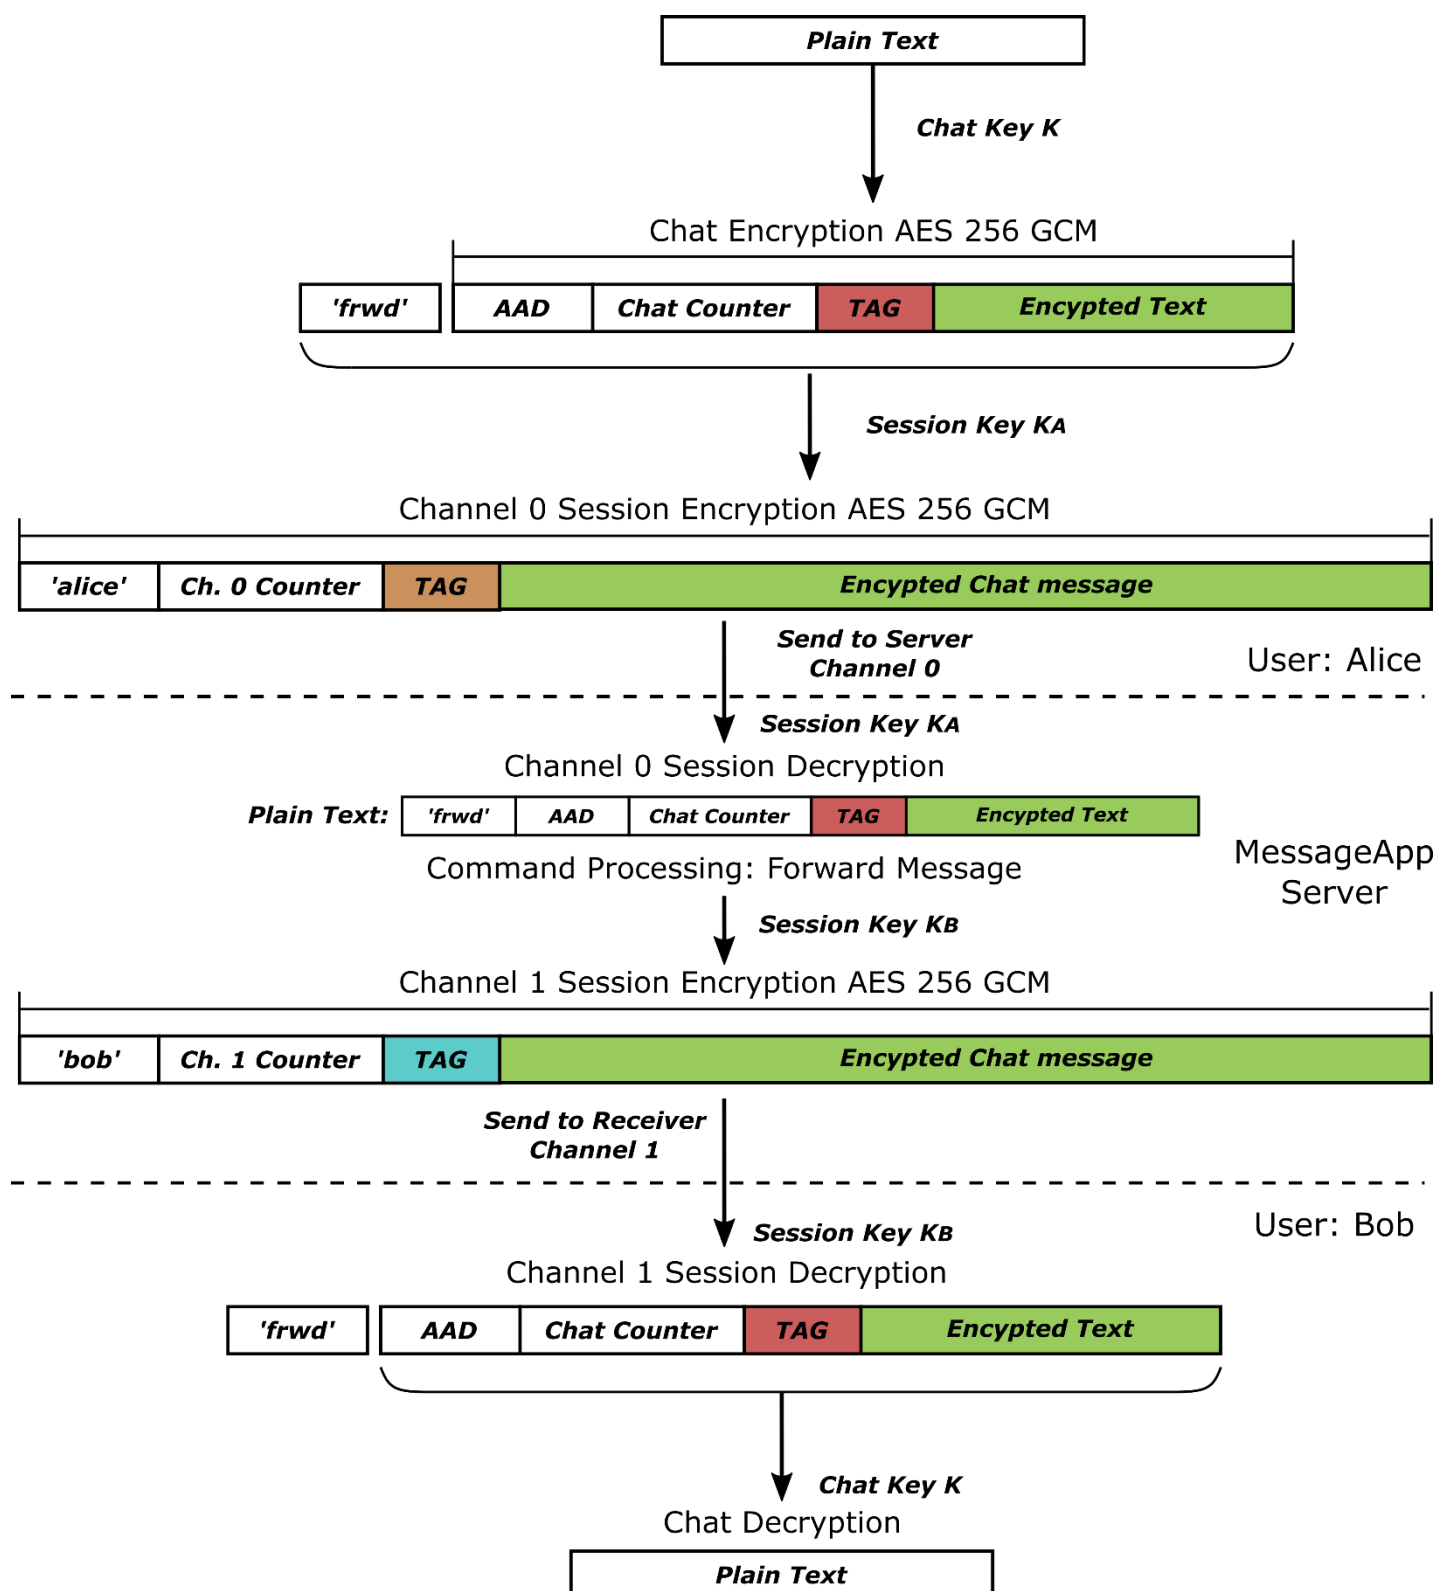 Plain Text
Chat Key K
Chat Encryption AES 256 GCM
'frwd' AAD Chat Counter TAG Encypted Text
Session Key KA
Channel 0 Session Encryption AES 256 GCM
'alice' Ch. 0 Counter TAG Encypted Chat message
Send to Server
Channel 0
User: Alice
Session Key KA
Channel 0 Session Decryption
Plain Text: 'frwd' AAD Chat Counter TAG Encypted Text
Command Processing: Forward Message
MessageApp
Server
Session Key KB
Channel 1 Session Encryption AES 256 GCM
'bob' Ch. 1 Counter TAG Encypted Chat message
Send to Receiver
Channel 1
User: Bob
Session Key KB
Channel 1 Session Decryption
'frwd' AAD Chat Counter TAG Encypted Text
Chat Key K
Chat Decryption
Plain Text